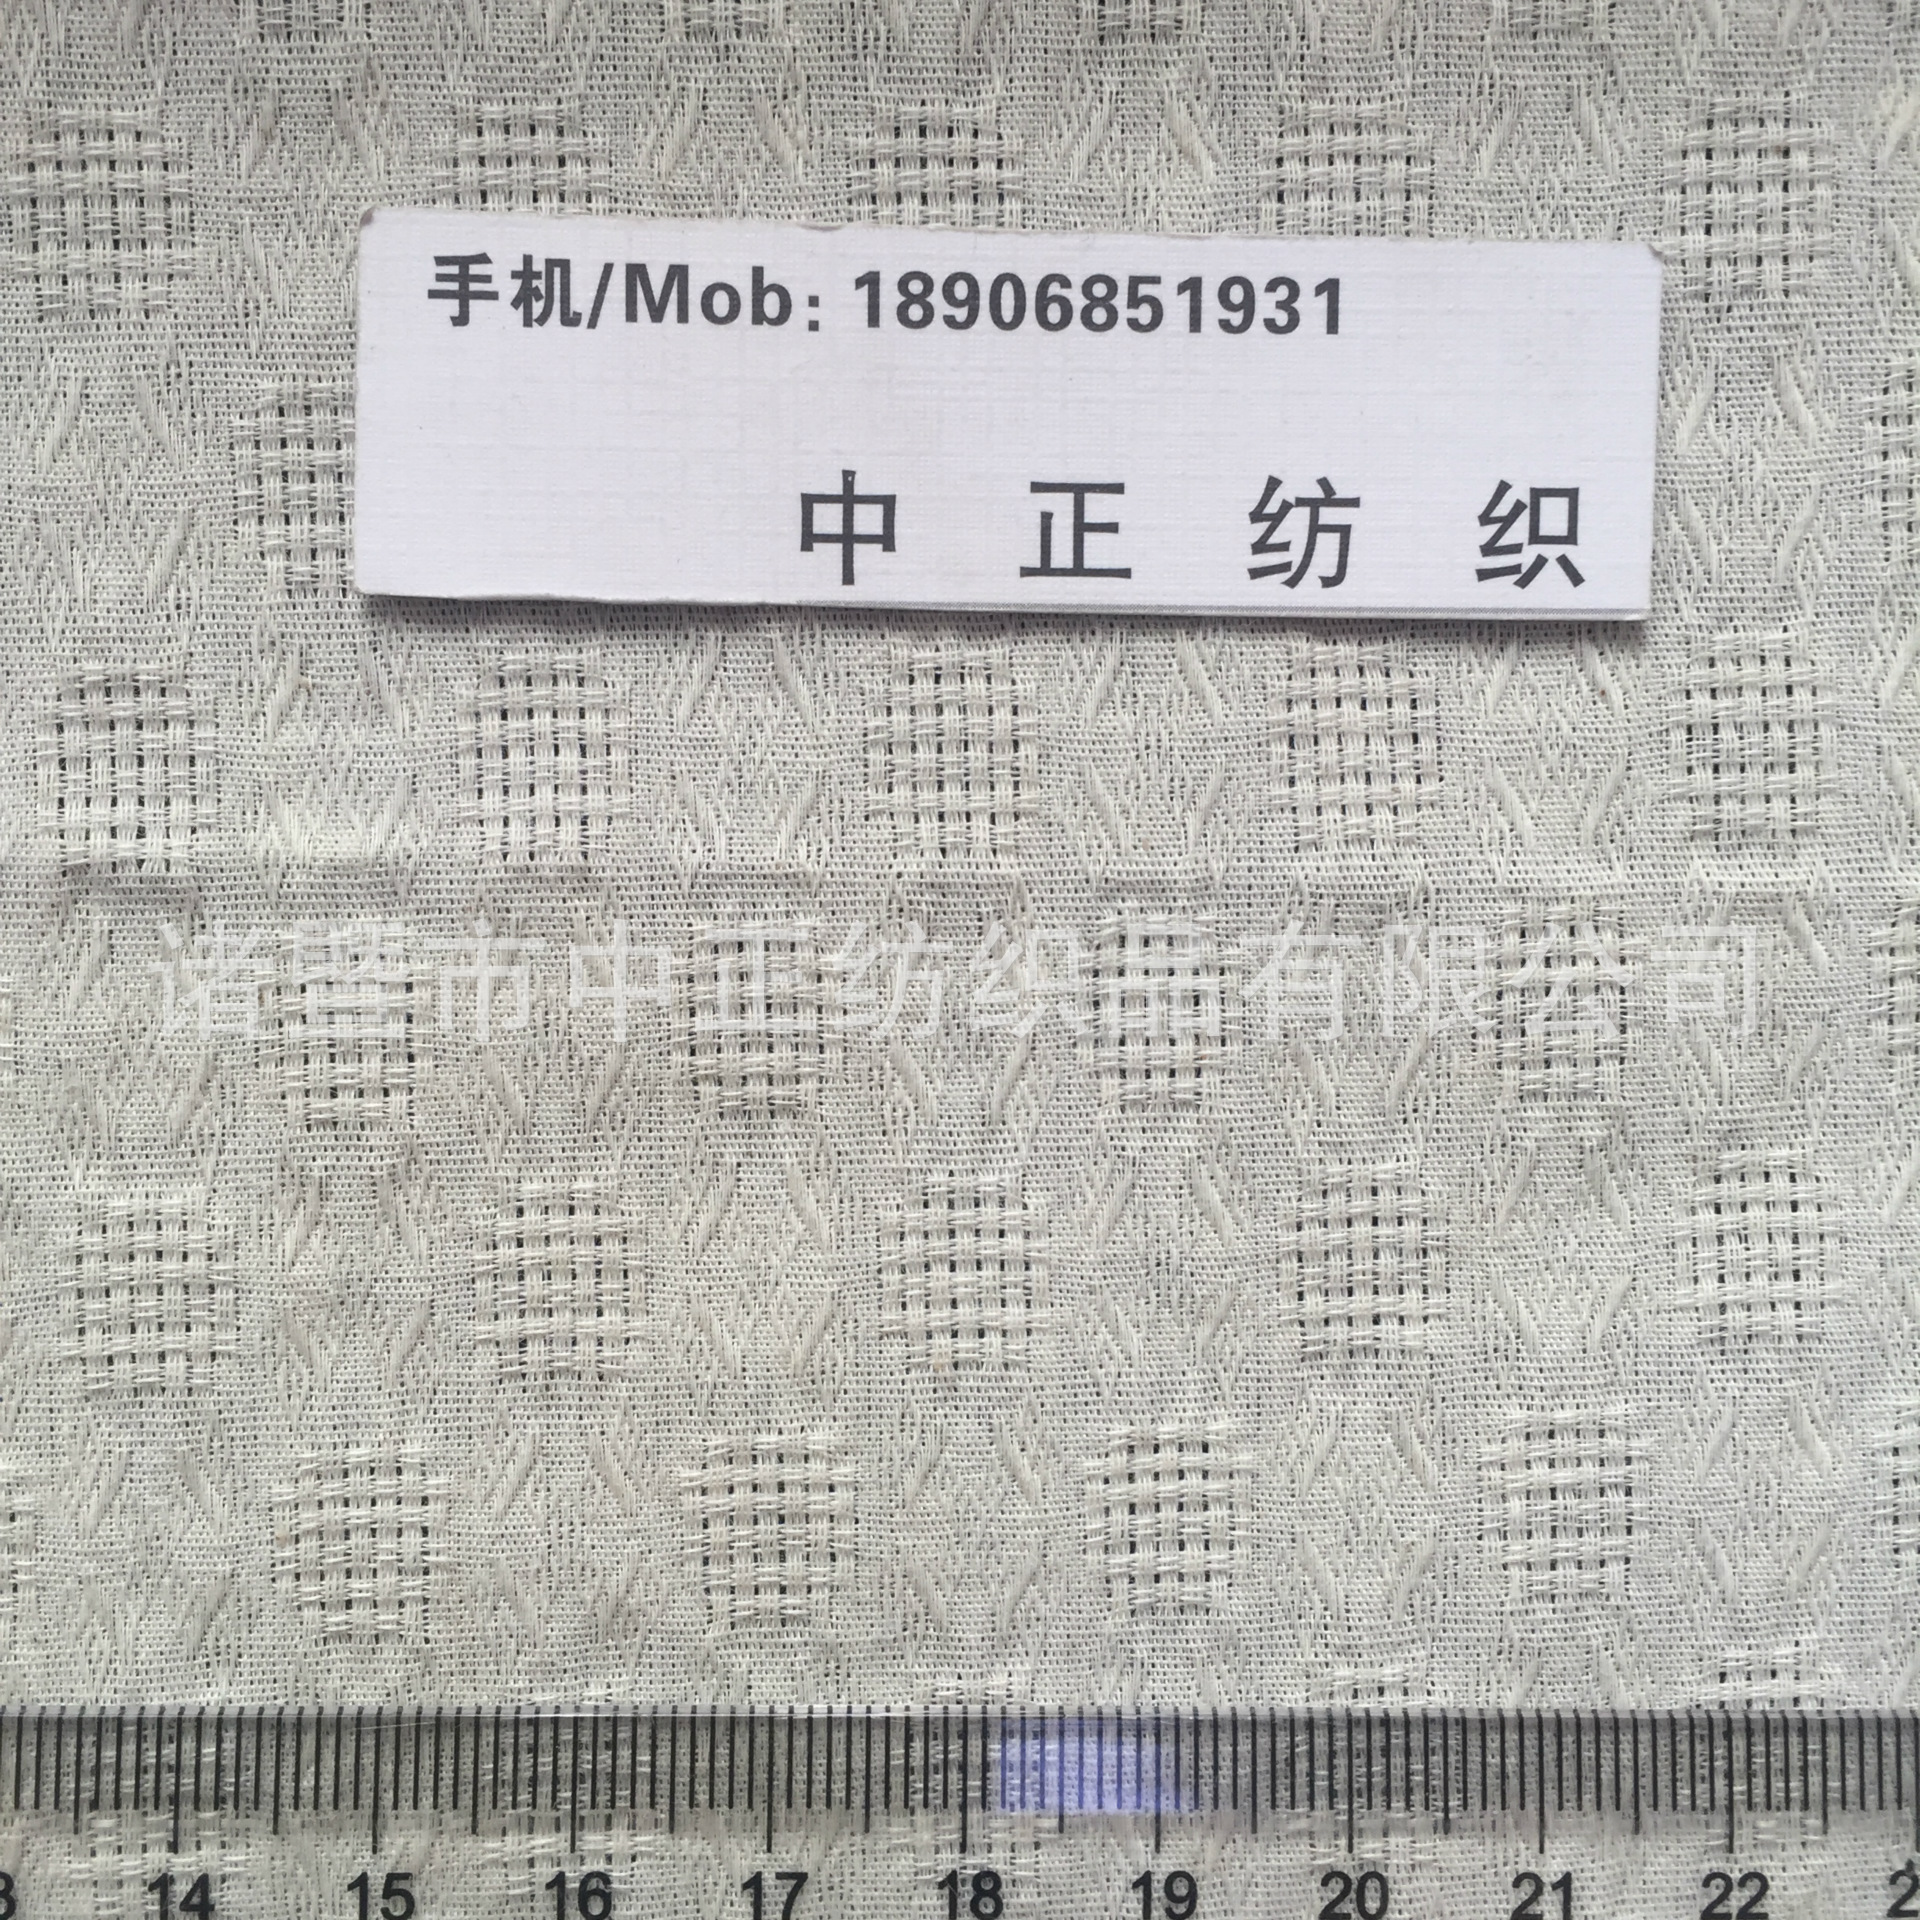 手机/Mob: 18906851931
中 正 纺 织
诸暨市中正纺织品有限公司
14 15 16 17 18 19 20 21 22